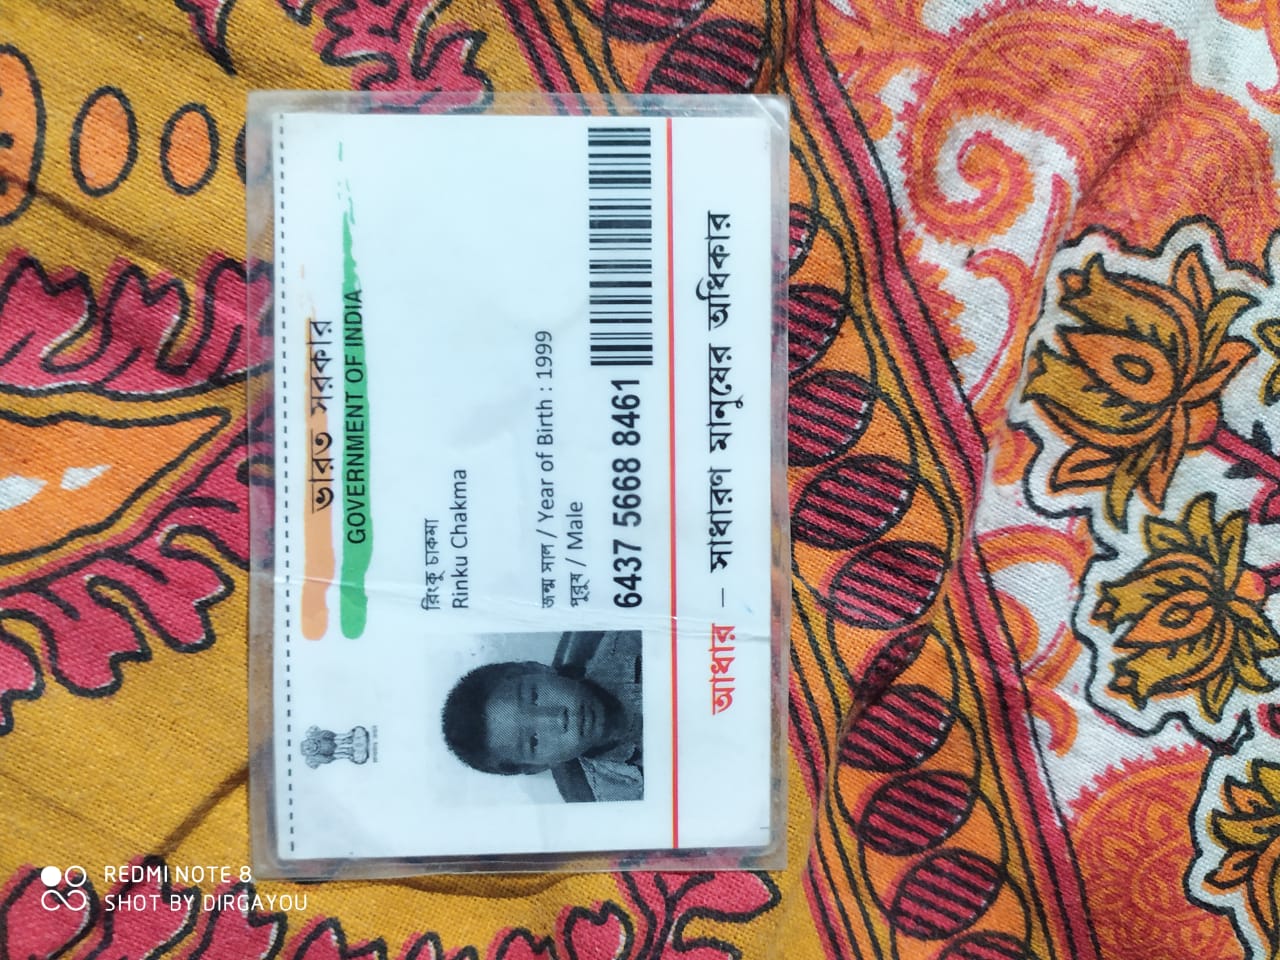 ভারত সরকার
GOVERNMENT OF INDIA
রিংকু চাকমা
Rinku Chakma
জন্ম সাল / Year of Birth : 1999
পুরুষ / Male
6437 5668 8461
আধার – সাধারণ মানুষের অধিকার
REDMI NOTE 8
SHOT BY DIRGAYOU